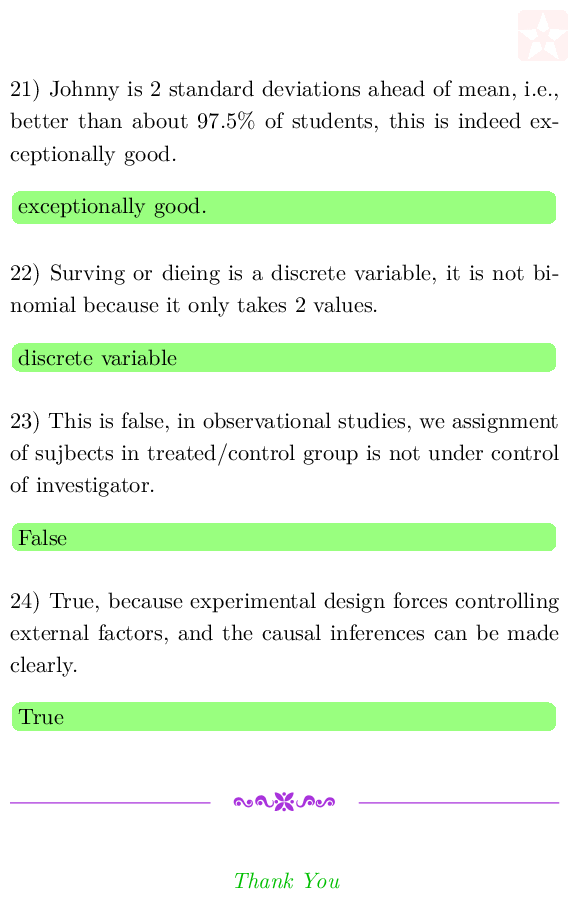 21) Johnny is 2 standard deviations ahead of mean, i.e.,
better than about 97.5% of students, this is indeed ex-
ceptionally good.
exceptionally good.
22) Surving or dieing is a discrete variable, it is not bi-
nomial because it only takes 2 values.
discrete variable
23) This is false, in observational studies, we assignment
of sujbects in treated/control group is not under control
of investigator.
False
24) True, because experimental design forces controlling
external factors, and the causal inferences can be made
clearly.
True
Thank You